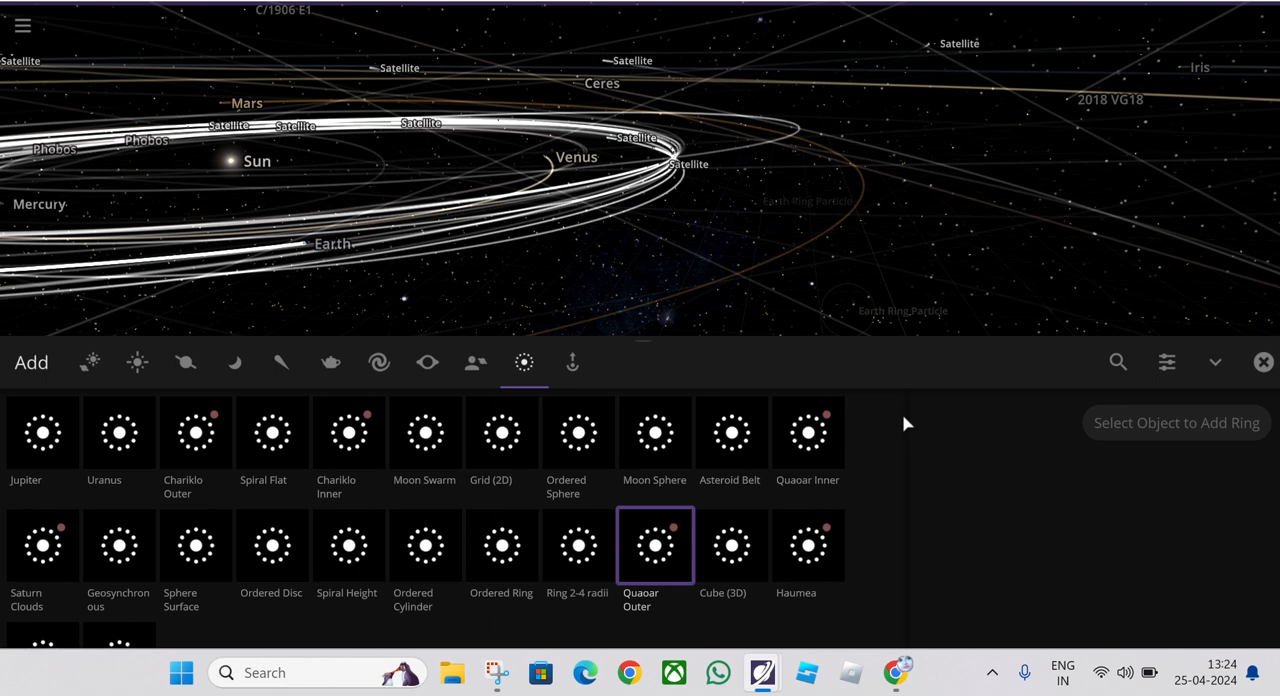 C/1906 E1
Satellite
Satellite
Satellite
Satellite
Iris
Ceres
2018 VG18
Mars
Satellite
Satellite
Satellite
Satellite
Phobos
Phobos
Sun
Venus
Satellite
Mercury
Earth Ring Particle
Earth
Earth Ring Particle
Add
Select Object to Add Ring
Jupiter
Uranus
Chariklo
Outer
Spiral Flat
Chariklo
Inner
Moon Swarm
Grid (2D)
Ordered
Sphere
Moon Sphere
Asteroid Belt
Quaoar Inner
Saturn
Clouds
Geosynchron
ous
Sphere
Surface
Ordered Disc
Spiral Height
Ordered
Cylinder
Ordered Ring
Ring 2-4 radii
Quaoar
Outer
Cube (3D)
Haumea
Search
ENG
IN
13:24
25-04-2024